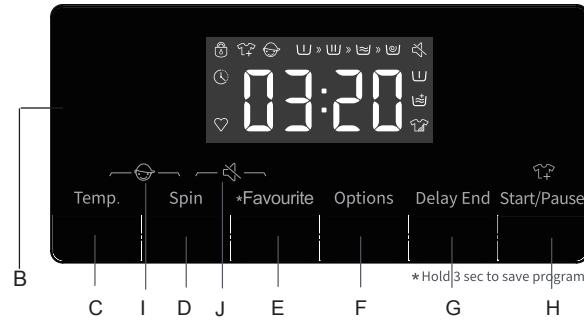 03:20
Temp. Spin *Favourite Options Delay End Start/Pause
*Hold 3 sec to save program
B
C I D J E F G H